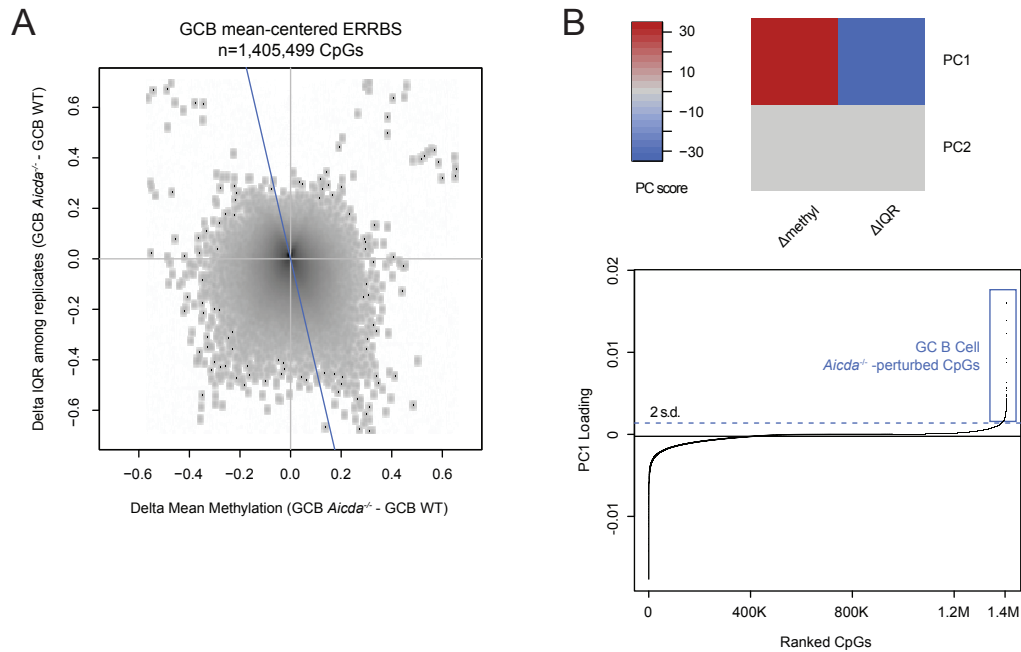 A
GCB mean-centered ERRBS
n=1,405,499 CpGs
Delta IQR among replicates (GCB Aicda-/- - GCB WT)
0.6
0.4
0.2
0.0
−0.2
−0.4
−0.6
−0.6 −0.4 −0.2 0.0 0.2 0.4 0.6
Delta Mean Methylation (GCB Aicda-/- - GCB WT)
B
30
10
−10
−30
PC score
PC1
PC2
Δmethyl
ΔIQR
PC1 Loading
0.02
0.01
0
-0.01
GC B Cell
Aicda-/- -perturbed CpGs
2 s.d.
0 400K 800K 1.2M 1.4M
Ranked CpGs